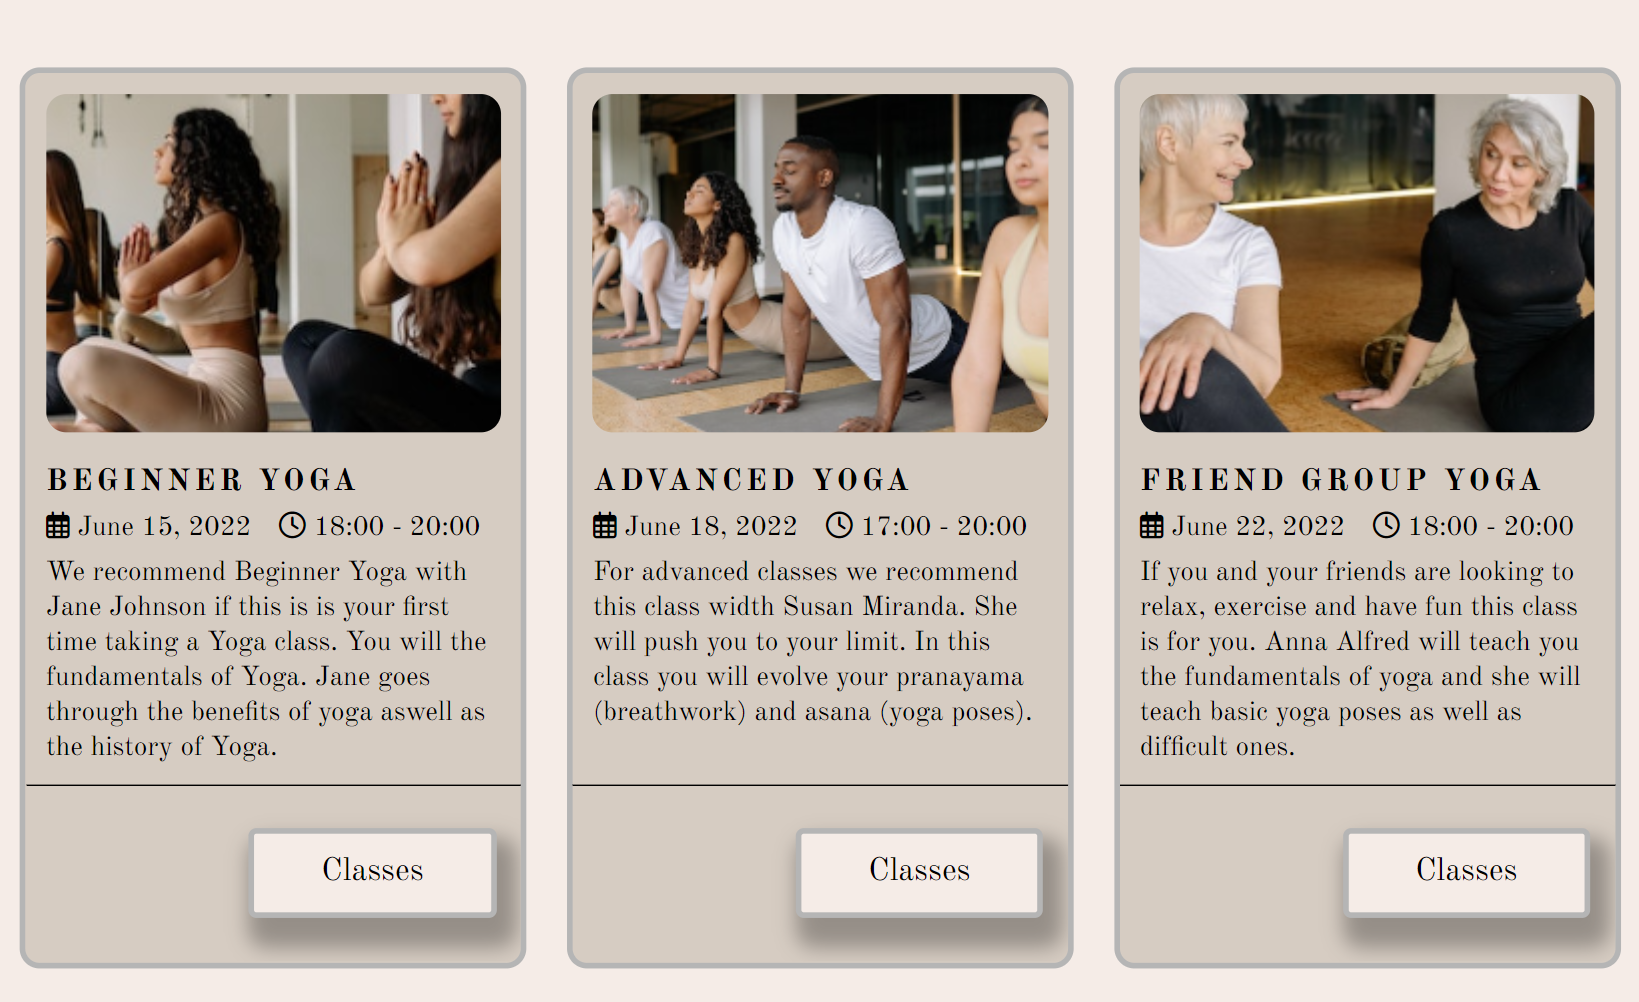 BEGINNER YOGA
June 15, 2022 18:00 - 20:00
We recommend Beginner Yoga with
Jane Johnson if this is is your first
time taking a Yoga class. You will the
fundamentals of Yoga. Jane goes
through the benefits of yoga aswell as
the history of Yoga.
Classes
ADVANCED YOGA
June 18, 2022 17:00 - 20:00
For advanced classes we recommend
this class width Susan Miranda. She
will push you to your limit. In this
class you will evolve your pranayama
(breathwork) and asana (yoga poses).
Classes
FRIEND GROUP YOGA
June 22, 2022 18:00 - 20:00
If you and your friends are looking to
relax, exercise and have fun this class
is for you. Anna Alfred will teach you
the fundamentals of yoga and she will
teach basic yoga poses as well as
difficult ones.
Classes